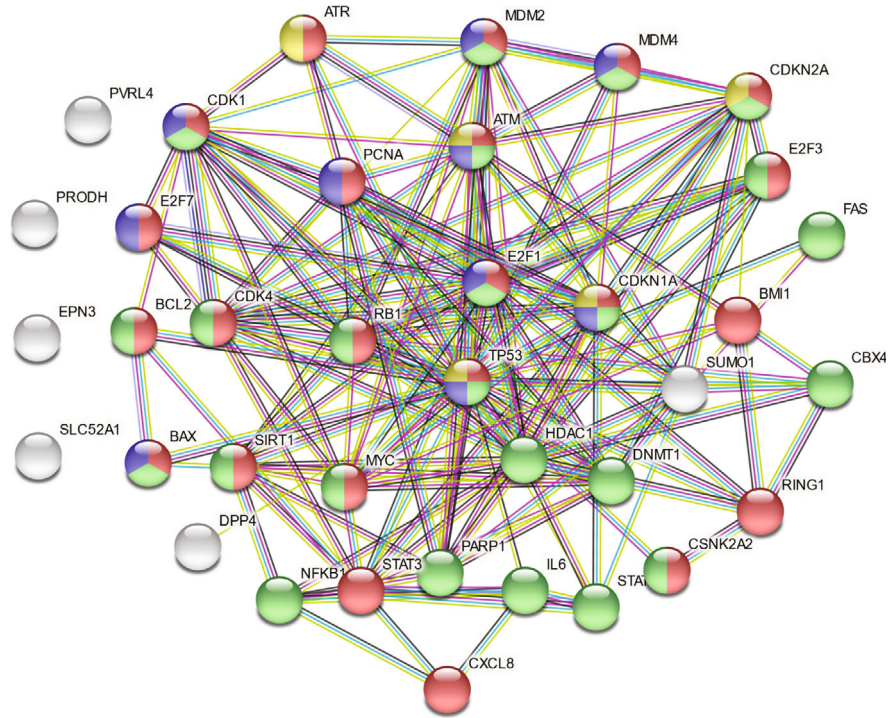 ATR
MDM2
MDM4
CDKN2A
PVRL4
CDK1
ATM
PCNA
E2F3
PRODH
E2F7
FAS
E2F1
CDKN1A
EPN3
BCL2
CDK4
RB1
BMI1
TP53
SUMO1
CBX4
SLC52A1
BAX
SIRT1
MYC
HDAC1
DNMT1
RING1
DPP4
PARP1
CSNK2A2
NFKB1
STAT3
IL6
STAT
CXCL8